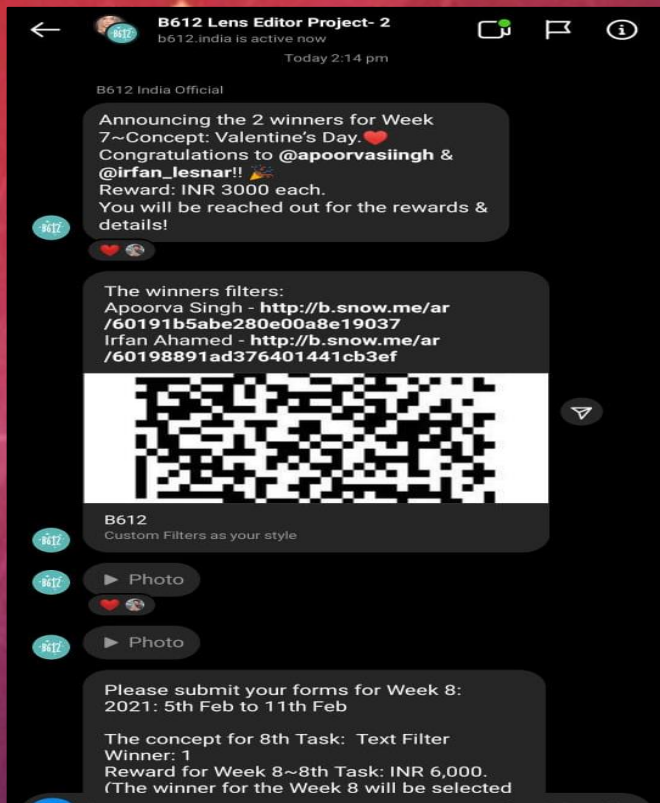 B612 Lens Editor Project- 2
b612.india is active now
Today 2:14 pm
B612 India Official
Announcing the 2 winners for Week
7~Concept: Valentine's Day.❤️
Congratulations to @apoorvasiingh &
@irfan_lesnar!! 🎉
Reward: INR 3000 each.
You will be reached out for the rewards &
details!
The winners filters:
Apoorva Singh - http://b.snow.me/ar
/60191b5abe280e00a8e19037
Irfan Ahamed - http://b.snow.me/ar
/60198891ad376401441cb3ef
B612
Custom Filters as your style
Photo
Photo
Please submit your forms for Week 8:
2021: 5th Feb to 11th Feb
The concept for 8th Task:  Text Filter
Winner: 1
Reward for Week 8~8th Task: INR 6,000.
(The winner for the Week 8 will be selected